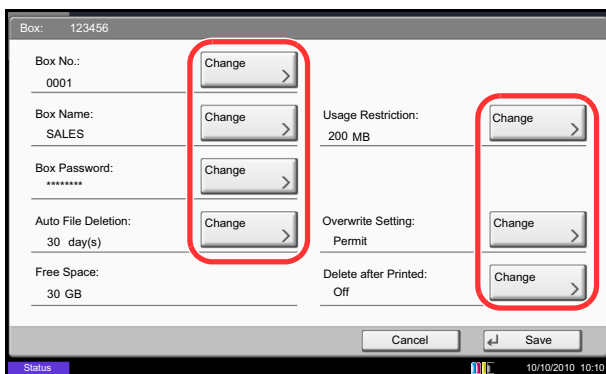 Box: 123456
Box No.:
0001
Change
Box Name:
SALES
Change
Usage Restriction:
200 MB
Change
Box Password:
********
Change
Auto File Deletion:
30 day(s)
Change
Overwrite Setting:
Permit
Change
Free Space:
30 GB
Delete after Printed:
Off
Change
Cancel
Save
Status
10/10/2010 10:10